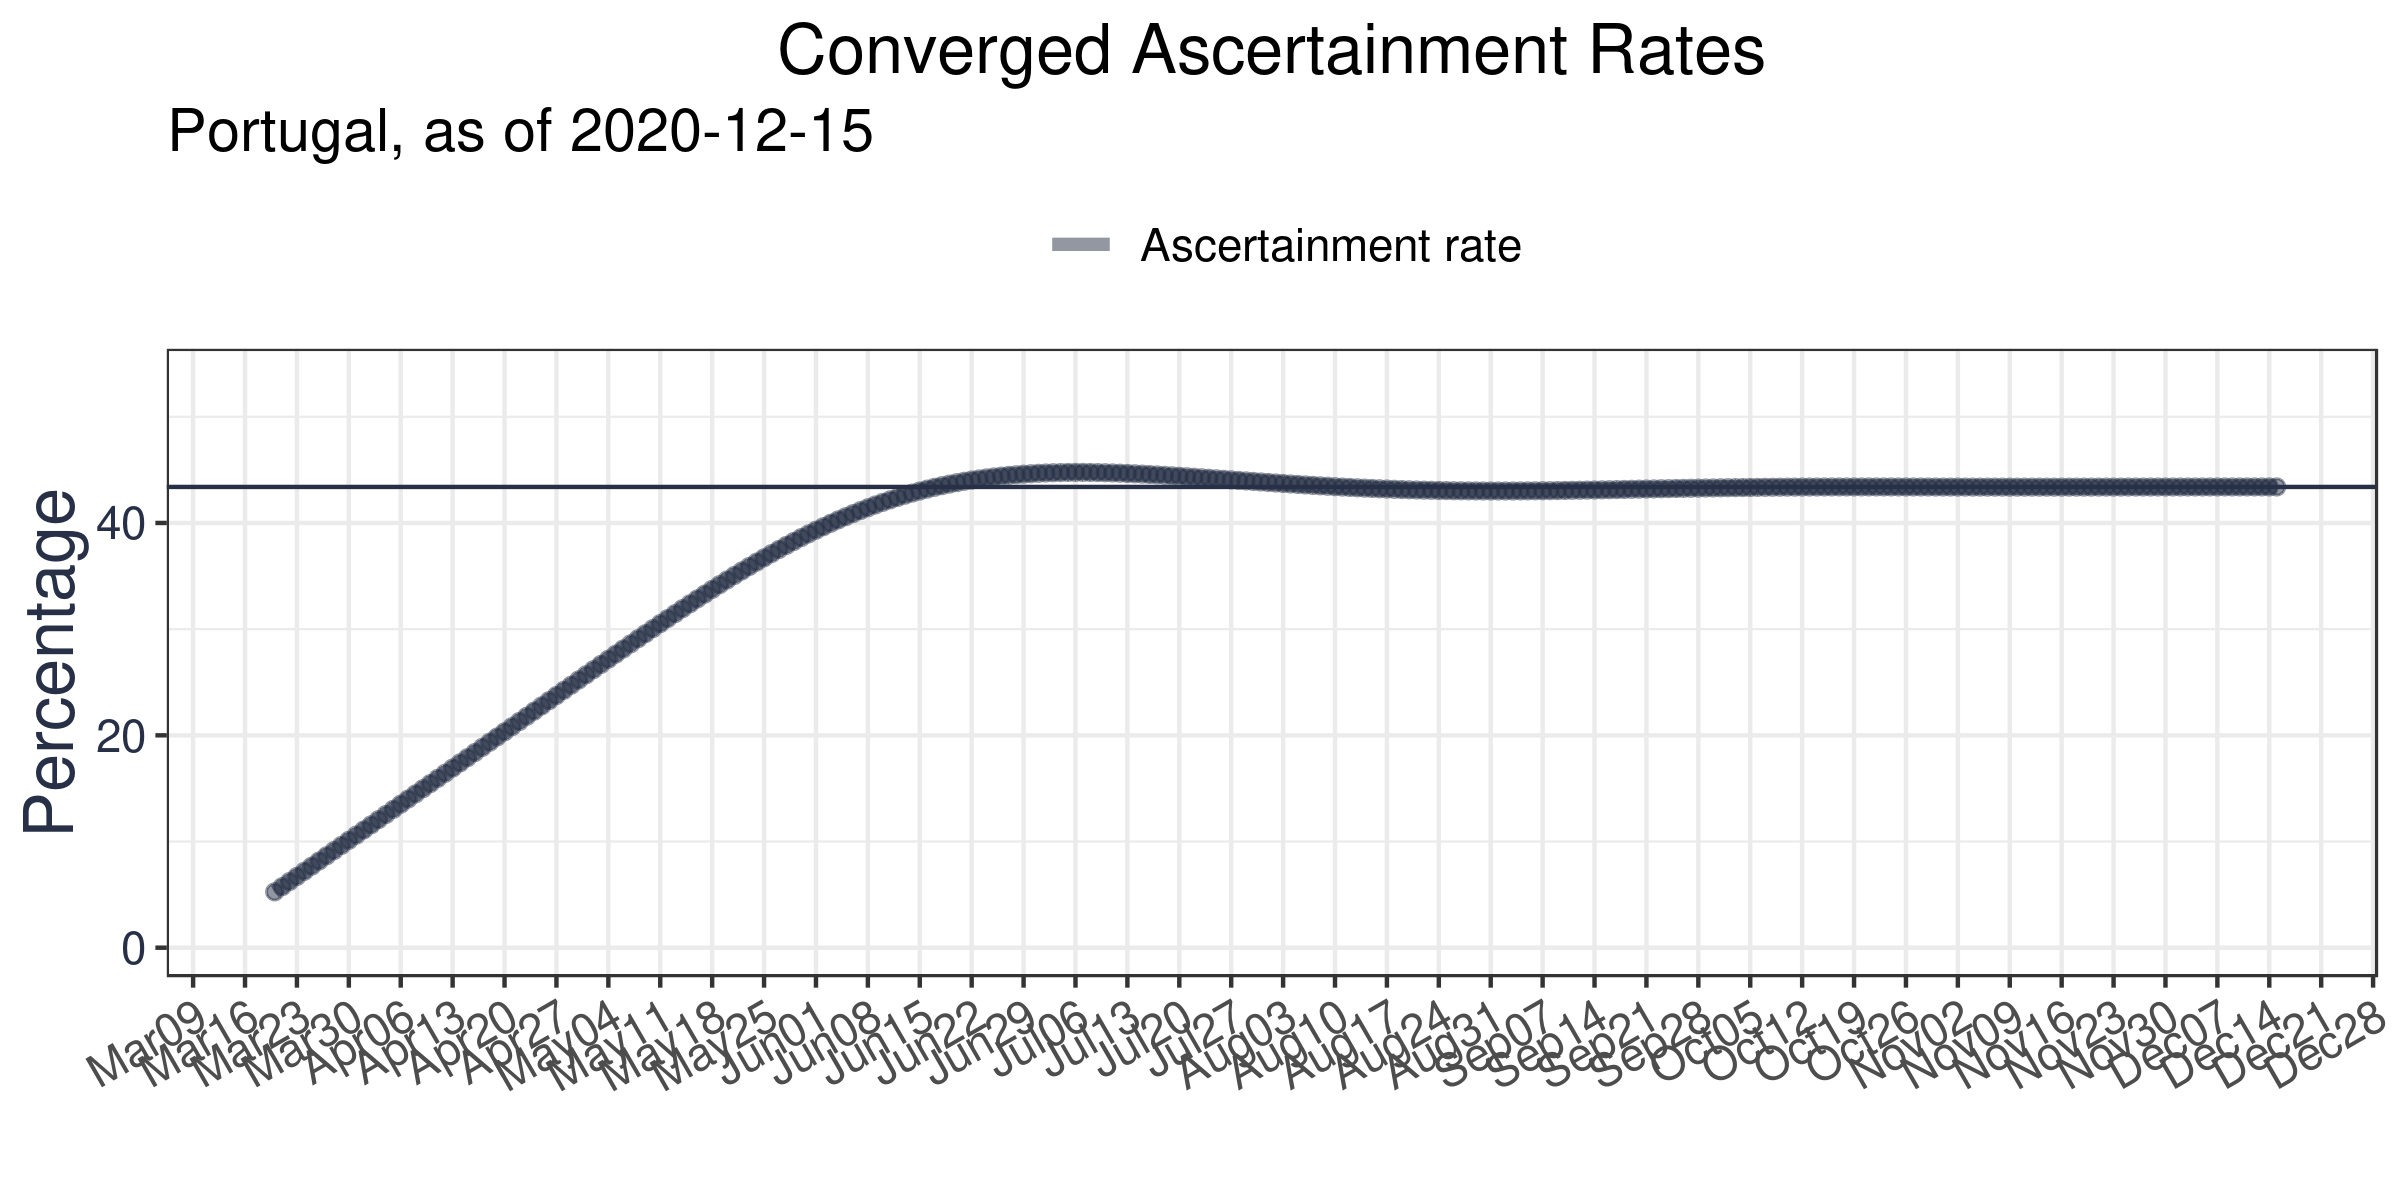 Converged Ascertainment Rates
Portugal, as of 2020-12-15
Ascertainment rate
Percentage
40
20
0
Mar09 Mar16 Mar23 Mar30 Apr06 Apr13 Apr20 Apr27 May04 May11 May18 May25 Jun01 Jun08 Jun15 Jun22 Jun29 Jul06 Jul13 Jul20 Jul27 Aug03 Aug10 Aug17 Aug24 Aug31 Sep07 Sep14 Sep21 Sep28 Oct05 Oct12 Oct19 Oct26 Nov02 Nov09 Nov16 Nov23 Nov30 Dec07 Dec14 Dec21 Dec28